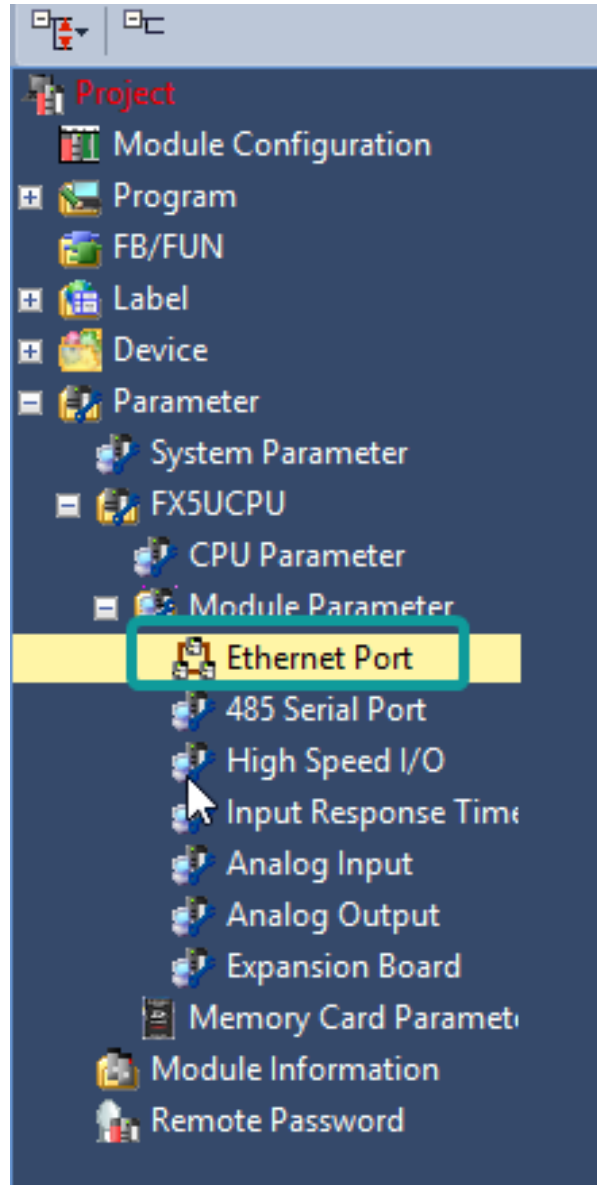 Project
Module Configuration
Program
FB/FUN
Label
Device
Parameter
System Parameter
FX5UCPU
CPU Parameter
Module Parameter
Ethernet Port
485 Serial Port
High Speed I/O
Input Response Time
Analog Input
Analog Output
Expansion Board
Memory Card Paramet
Module Information
Remote Password